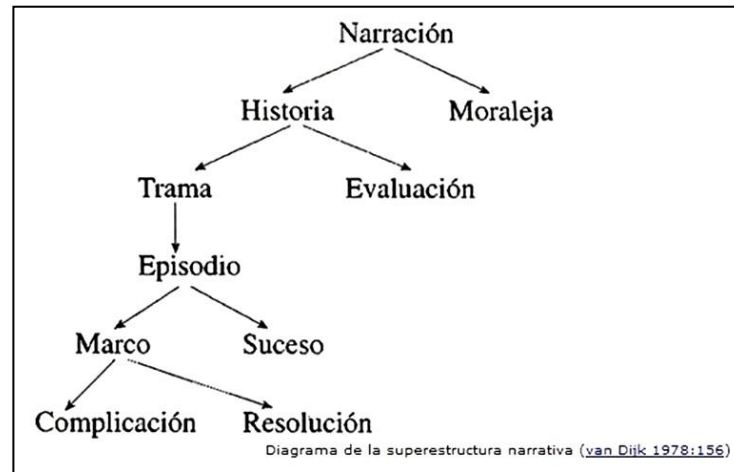 Narración
Historia Moraleja
Trama Evaluación
Episodio
Marco Suceso
Complicación Resolución
Diagrama de la superestructura narrativa (van Dijk 1978:156)